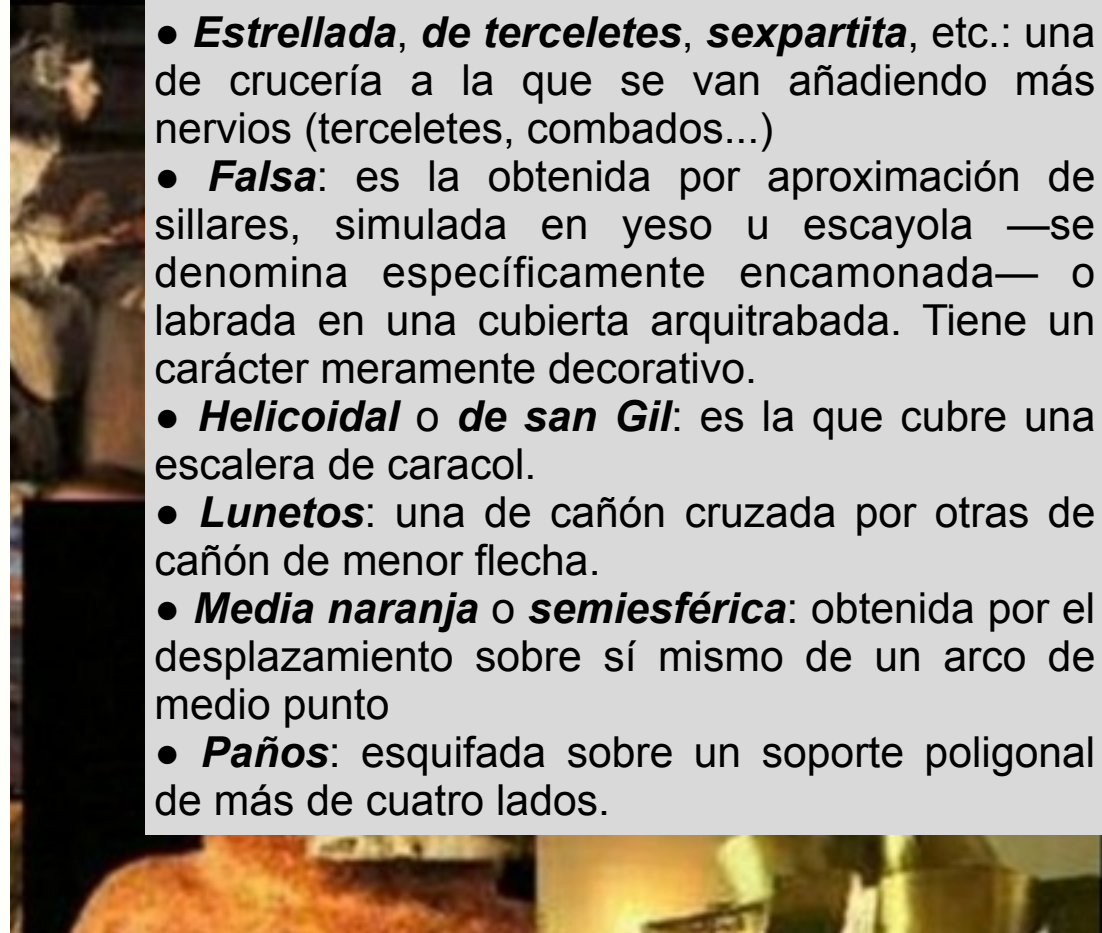 ● Estrellada, de terceletes, sexpartita, etc.: una
de crucería a la que se van añadiendo más
nervios (terceletes, combados...)
● Falsa: es la obtenida por aproximación de
sillares, simulada en yeso u escayola —se
denomina específicamente encamonada— o
labrada en una cubierta arquitrabada. Tiene un
carácter meramente decorativo.
● Helicoidal o de san Gil: es la que cubre una
escalera de caracol.
● Lunetos: una de cañón cruzada por otras de
cañón de menor flecha.
● Media naranja o semiesférica: obtenida por el
desplazamiento sobre sí mismo de un arco de
medio punto
● Paños: esquifada sobre un soporte poligonal
de más de cuatro lados.